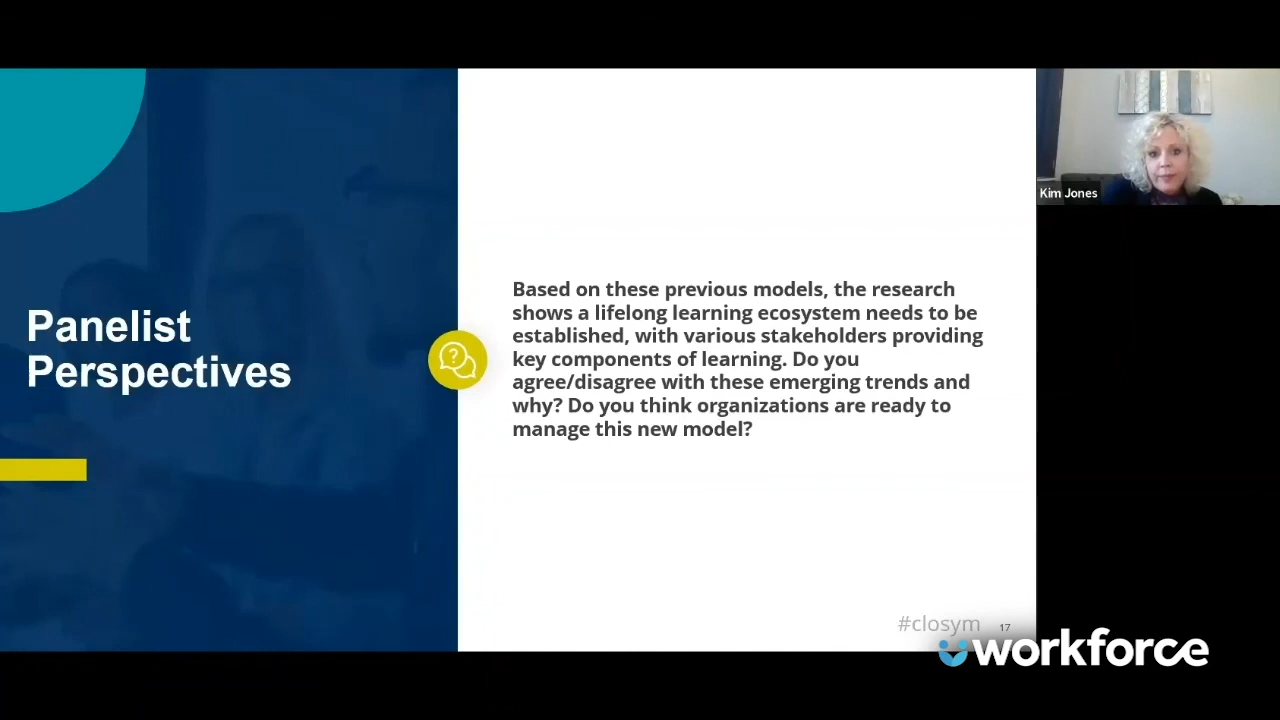 Panelist
Perspectives
?
Based on these previous models, the research
shows a lifelong learning ecosystem needs to be
established, with various stakeholders providing
key components of learning. Do you
agree/disagree with these emerging trends and
why? Do you think organizations are ready to
manage this new model?
Kim Jones
#closym 17
workforce